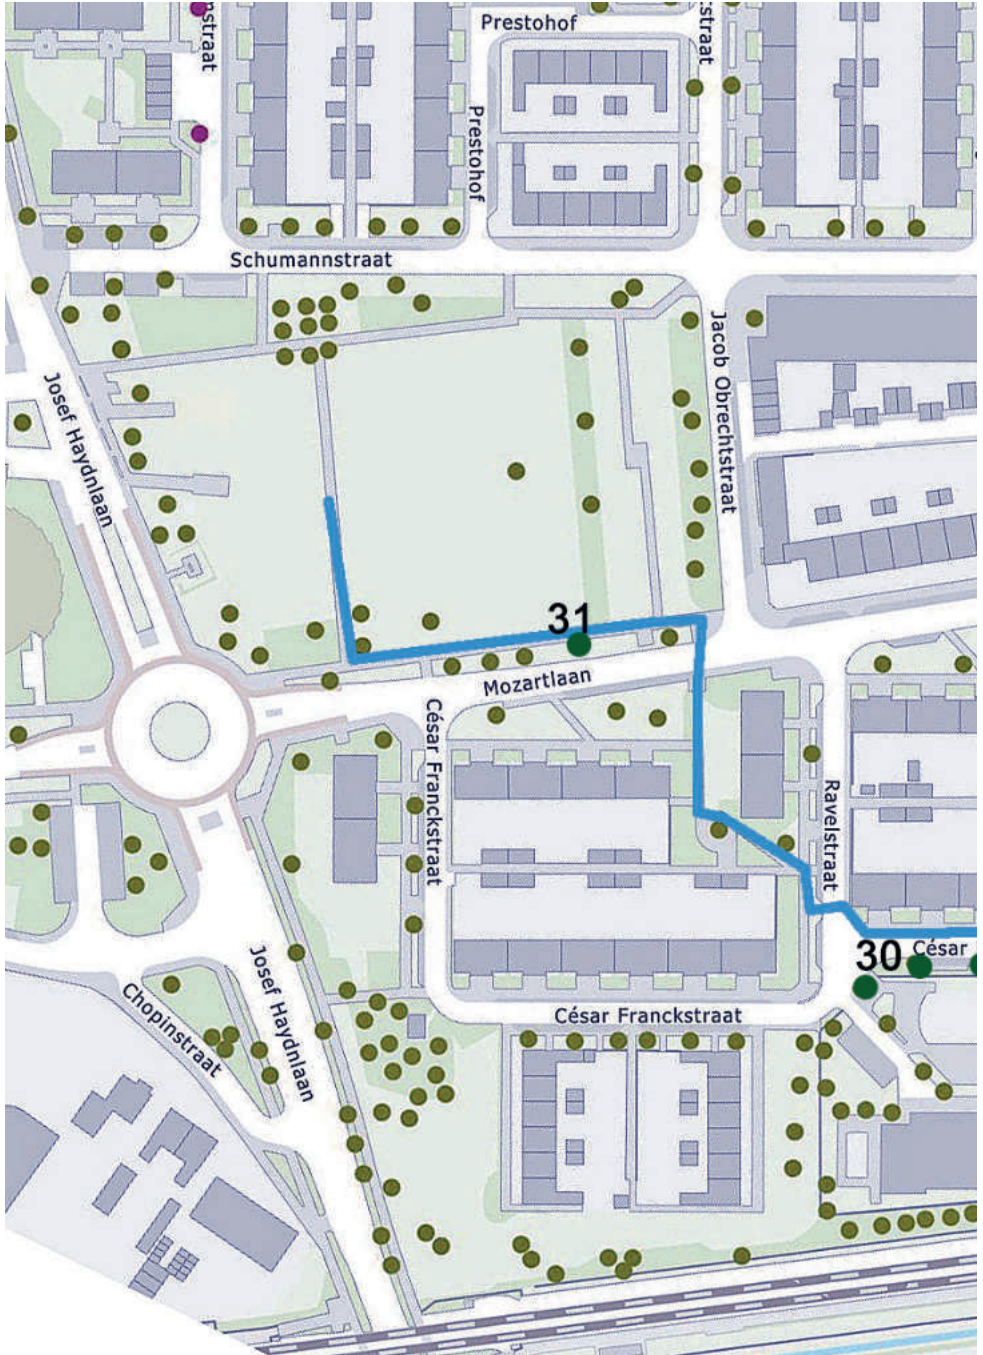 Prestohof
Prestohof
Schumannstraat
Jacob Obrechtstraat
Josef Haydnlaan
31
Mozartlaan
César Franckstraat
Ravelstraat
30
César
Josef Haydnlaan
Chopinstraat
César Franckstraat